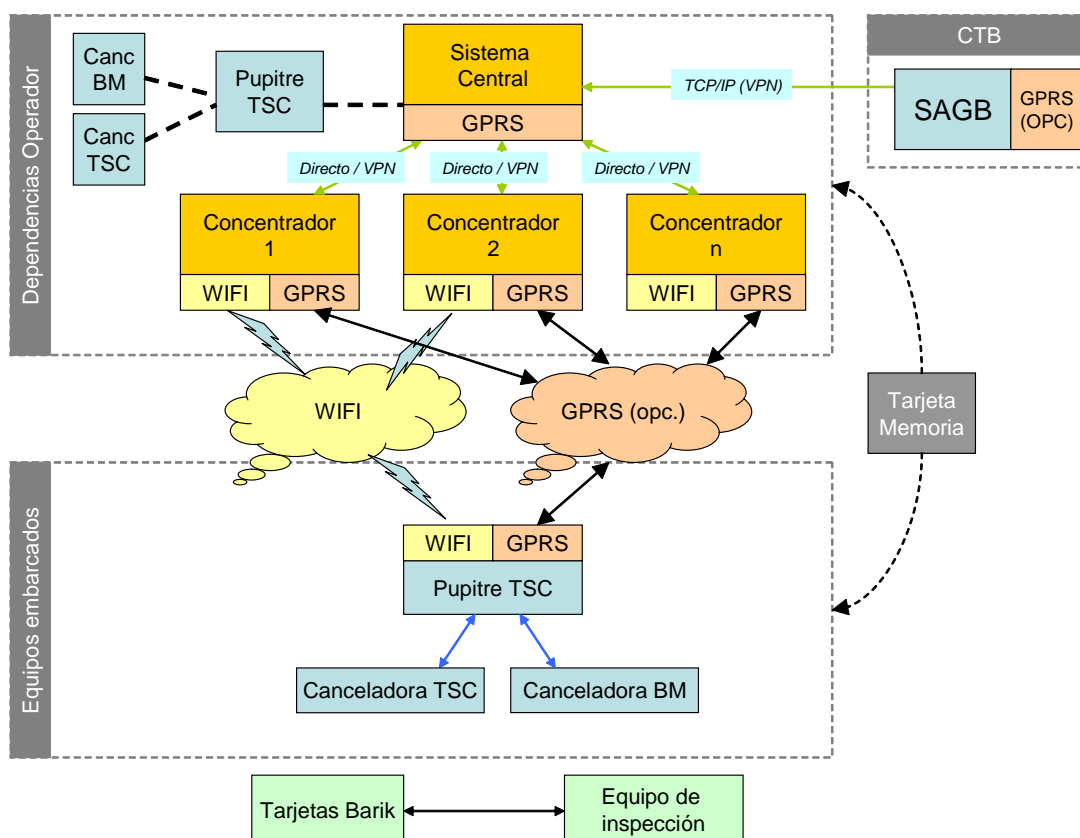 Dependencias Operador
Canc
BM
Canc
TSC
Pupitre
TSC
Sistema
Central
GPRS
TCP/IP (VPN)
CTB
SAGB
GPRS
(OPC)
Directo / VPN
Directo / VPN
Directo / VPN
Concentrador
1
WIFI
GPRS
Concentrador
2
WIFI
GPRS
Concentrador
n
WIFI
GPRS
WIFI
GPRS (opc.)
Tarjeta
Memoria
Equipos embarcados
WIFI
GPRS
Pupitre TSC
Canceladora TSC
Canceladora BM
Tarjetas Barik
Equipo de
inspección